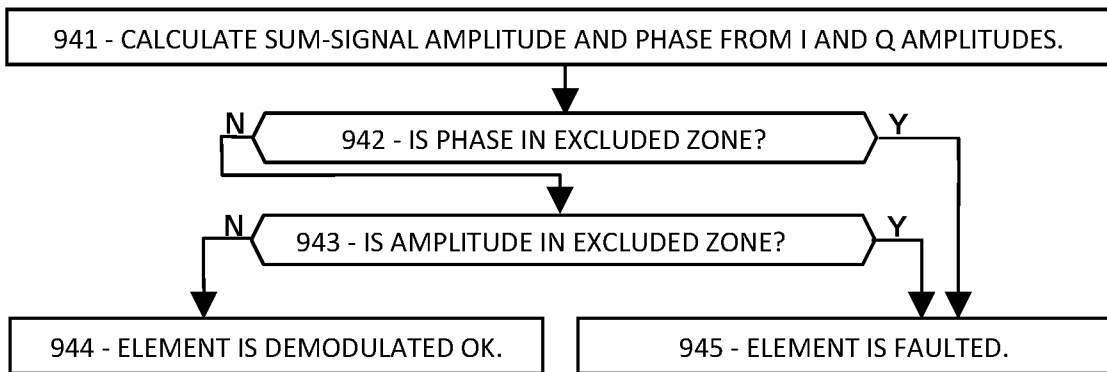 941 - CALCULATE SUM-SIGNAL AMPLITUDE AND PHASE FROM I AND Q AMPLITUDES.
N
942 - IS PHASE IN EXCLUDED ZONE?
Y
N
943 - IS AMPLITUDE IN EXCLUDED ZONE?
Y
944 - ELEMENT IS DEMODULATED OK.
945 - ELEMENT IS FAULTED.